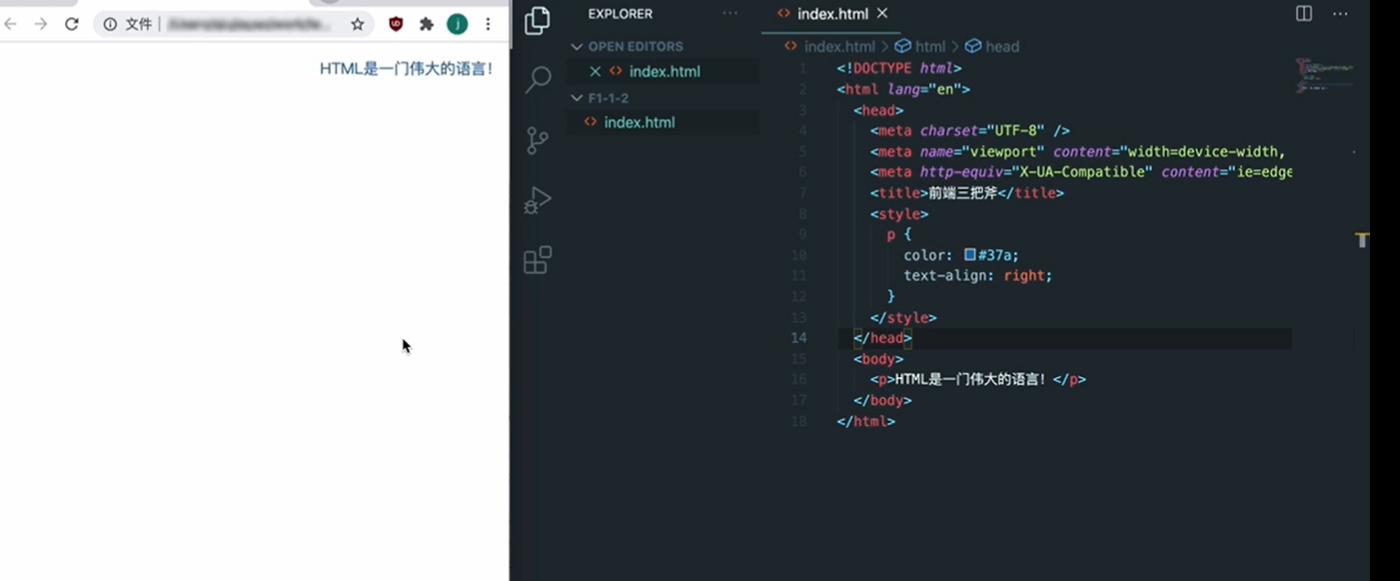 文件
HTML是一门伟大的语言!
EXPLORER
OPEN EDITORS
index.html
F1-1-2
index.html
index.html
index.html > html > head
1 <!DOCTYPE html>
2 <html lang="en">
3 <head>
4 <meta charset="UTF-8" />
5 <meta name="viewport" content="width=device-width,
6 <meta http-equiv="X-UA-Compatible" content="ie=edge
7 <title>前端三把斧</title>
8 <style>
9 p {
10 color: #37a;
11 text-align: right;
12 }
13 </style>
14 </head>
15 <body>
16 <p>HTML是一门伟大的语言! </p>
17 </body>
18 </html>